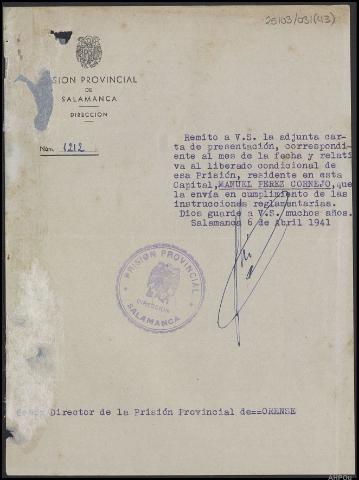 25103/031(43)
ISION PROVINCIAL
DE
SALAMANCA
DIRECCIÓN
Núm. 1212
Remito a V.S. la adjunta car-
ta de presentación, correspondi-
ente al mes de la fecha y relati
va al liberado condicional de
esa Prisión, residente en esta
Capital, MANUEL PEREZ CORNEJO, que
la envía en cumplimiento de las
instrucciones reglamentarias.
Dios guarde a V.S. muchos años.
Salamanca 6 de Abril 1941
PRISION PROVINCIAL
DIRECCION
SALAMANCA
Señor Director de la Prisión Provincial de==ORENSE
AHPOu